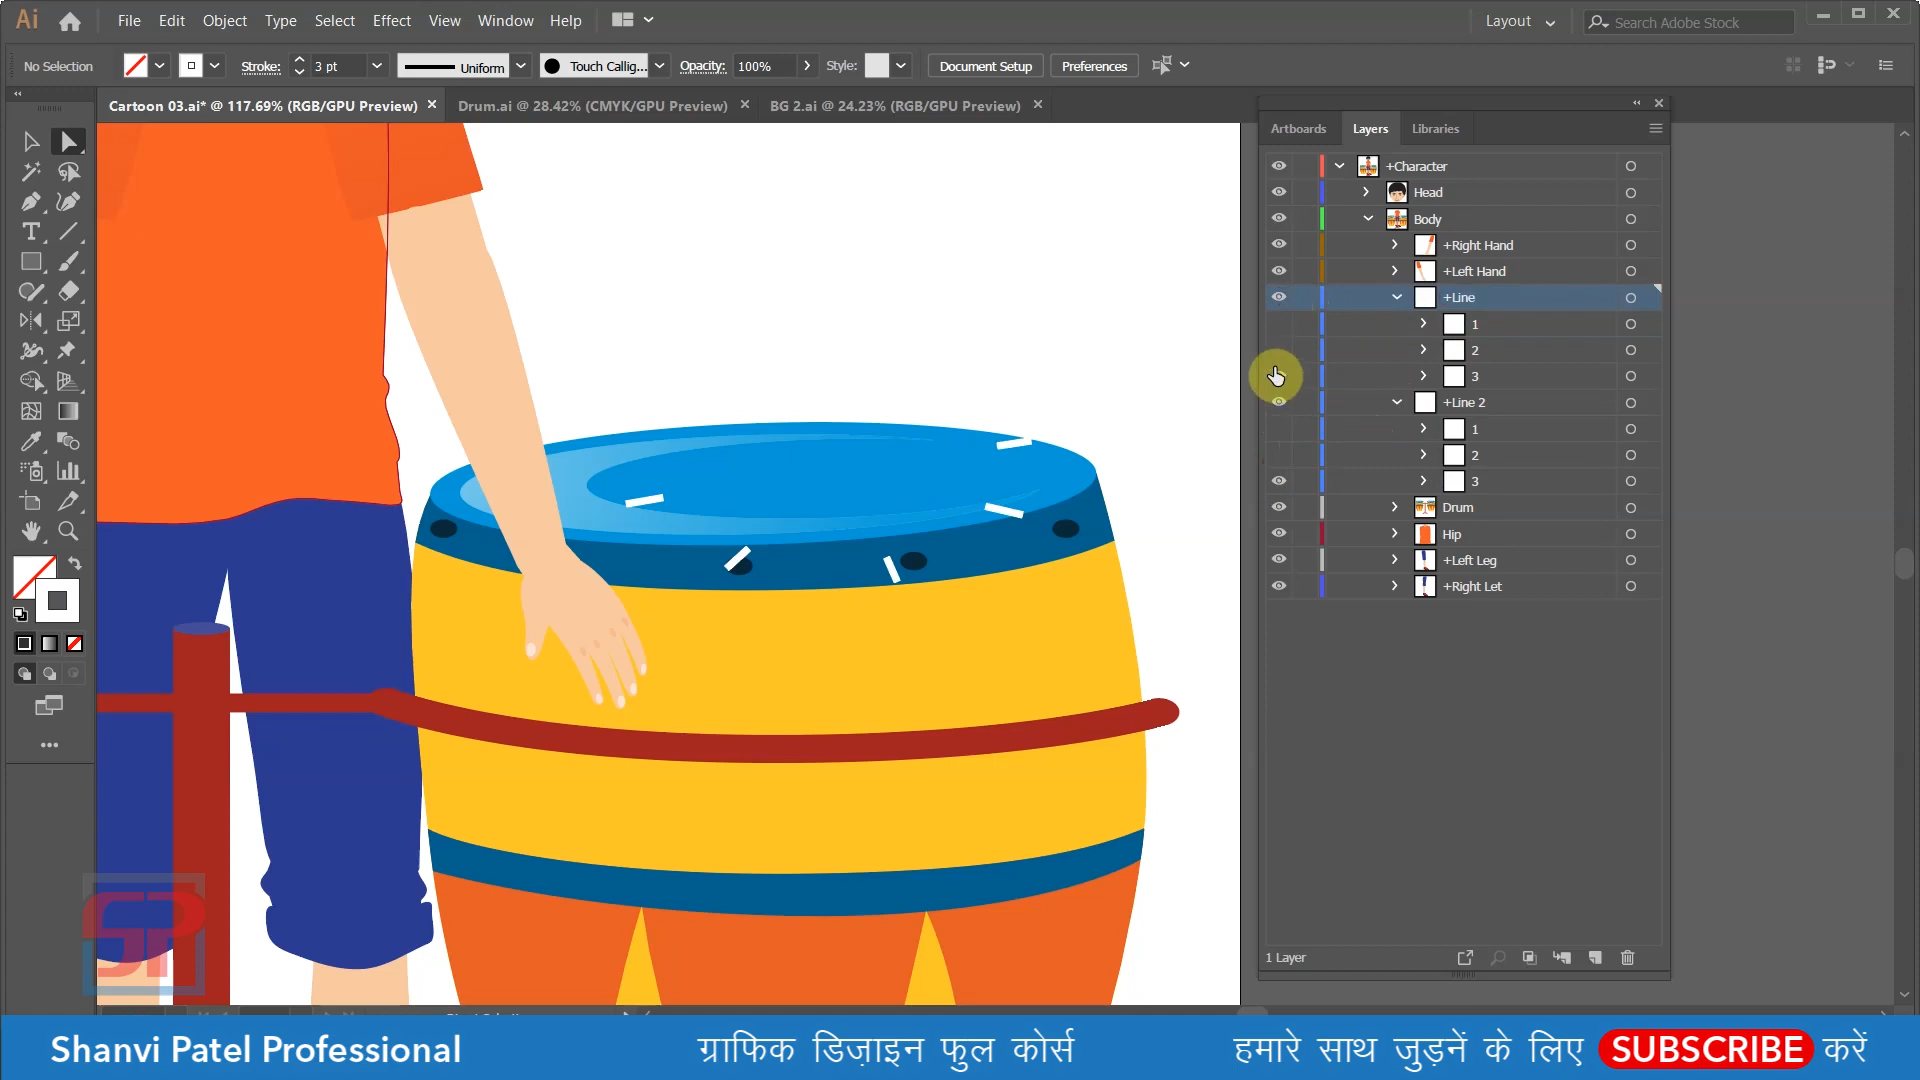 Ai File Edit Object Type Select Effect View Window Help Layout Search Adobe Stock
No Selection Stroke: 3 pt Uniform Touch Callig... Opacity: 100% Style: Document Setup Preferences
Cartoon 03.ai* @ 117.69% (RGB/GPU Preview) × Drum.ai @ 28.42% (CMYK/GPU Preview) × BG 2.ai @ 24.23% (RGB/GPU Preview) ×
Artboards Layers Libraries
+Character
Head
Body
+Right Hand
+Left Hand
+Line
1
2
3
+Line 2
1
2
3
Drum
Hip
+Left Leg
+Right Let
1 Layer
SP
Shanvi Patel Professional ग्राफिक डिज़ाइन फुल कोर्स हमारे साथ जुड़नें के लिए SUBSCRIBE करें